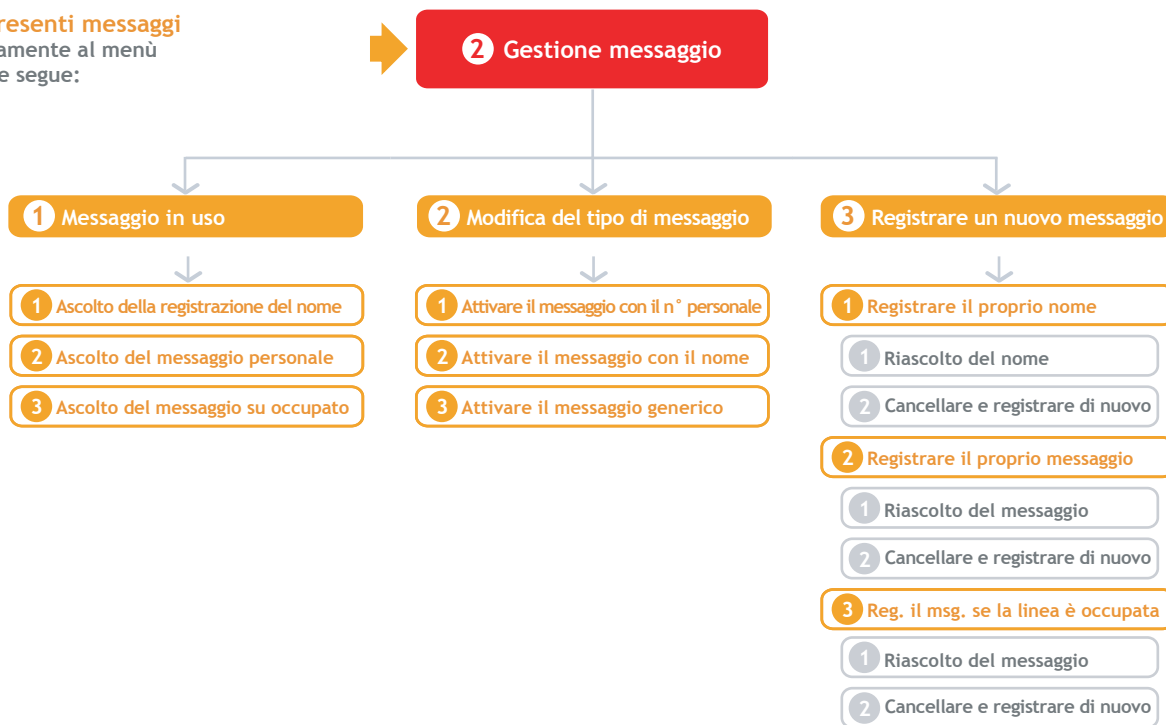 resenti messaggi
amente al menù
e segue:
2 Gestione messaggio
1 Messaggio in uso
1 Ascolto della registrazione del nome
2 Ascolto del messaggio personale
3 Ascolto del messaggio su occupato
2 Modifica del tipo di messaggio
1 Attivare il messaggio con il n° personale
2 Attivare il messaggio con il nome
3 Attivare il messaggio generico
3 Registrare un nuovo messaggio
1 Registrare il proprio nome
1 Riascolto del nome
2 Cancellare e registrare di nuovo
2 Registrare il proprio messaggio
1 Riascolto del messaggio
2 Cancellare e registrare di nuovo
3 Reg. il msg. se la linea è occupata
1 Riascolto del messaggio
2 Cancellare e registrare di nuovo